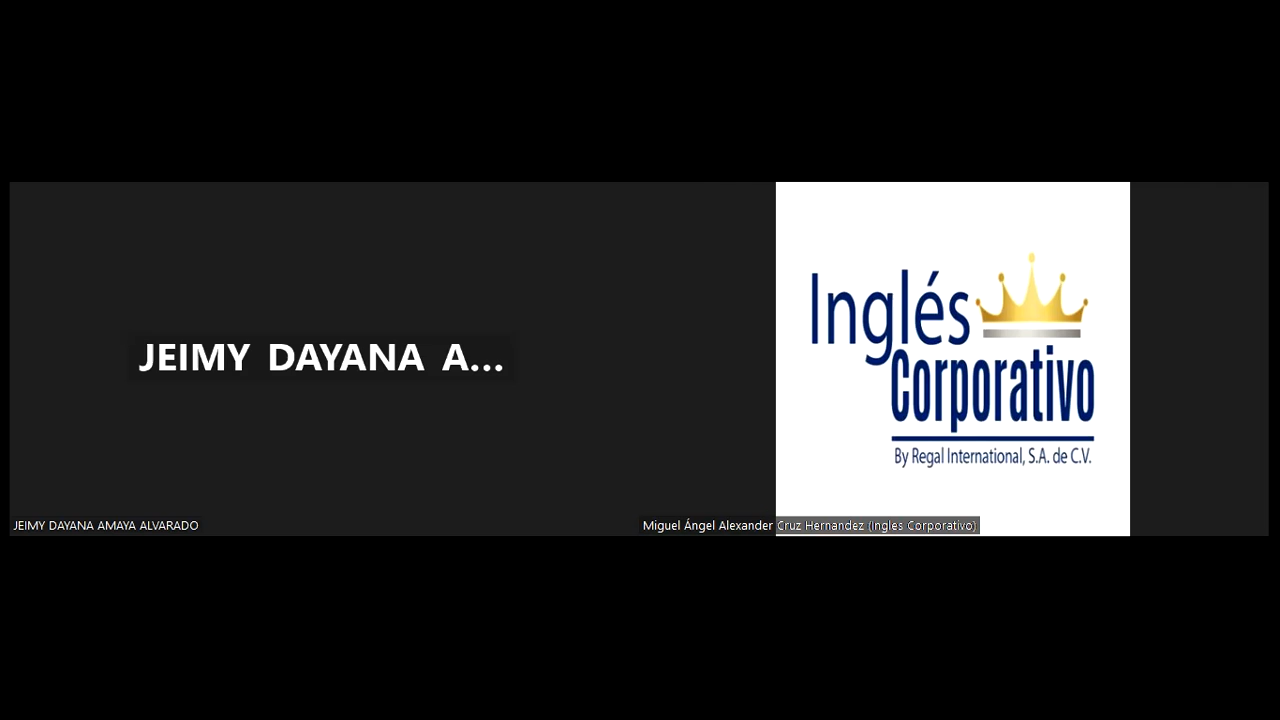 JEIMY DAYANA A...
Inglés
Corporativo
By Regal International, S.A. de C.V.
JEIMY DAYANA AMAYA ALVARADO
Miguel Ángel Alexander Cruz Hernandez (Ingles Corporativo)